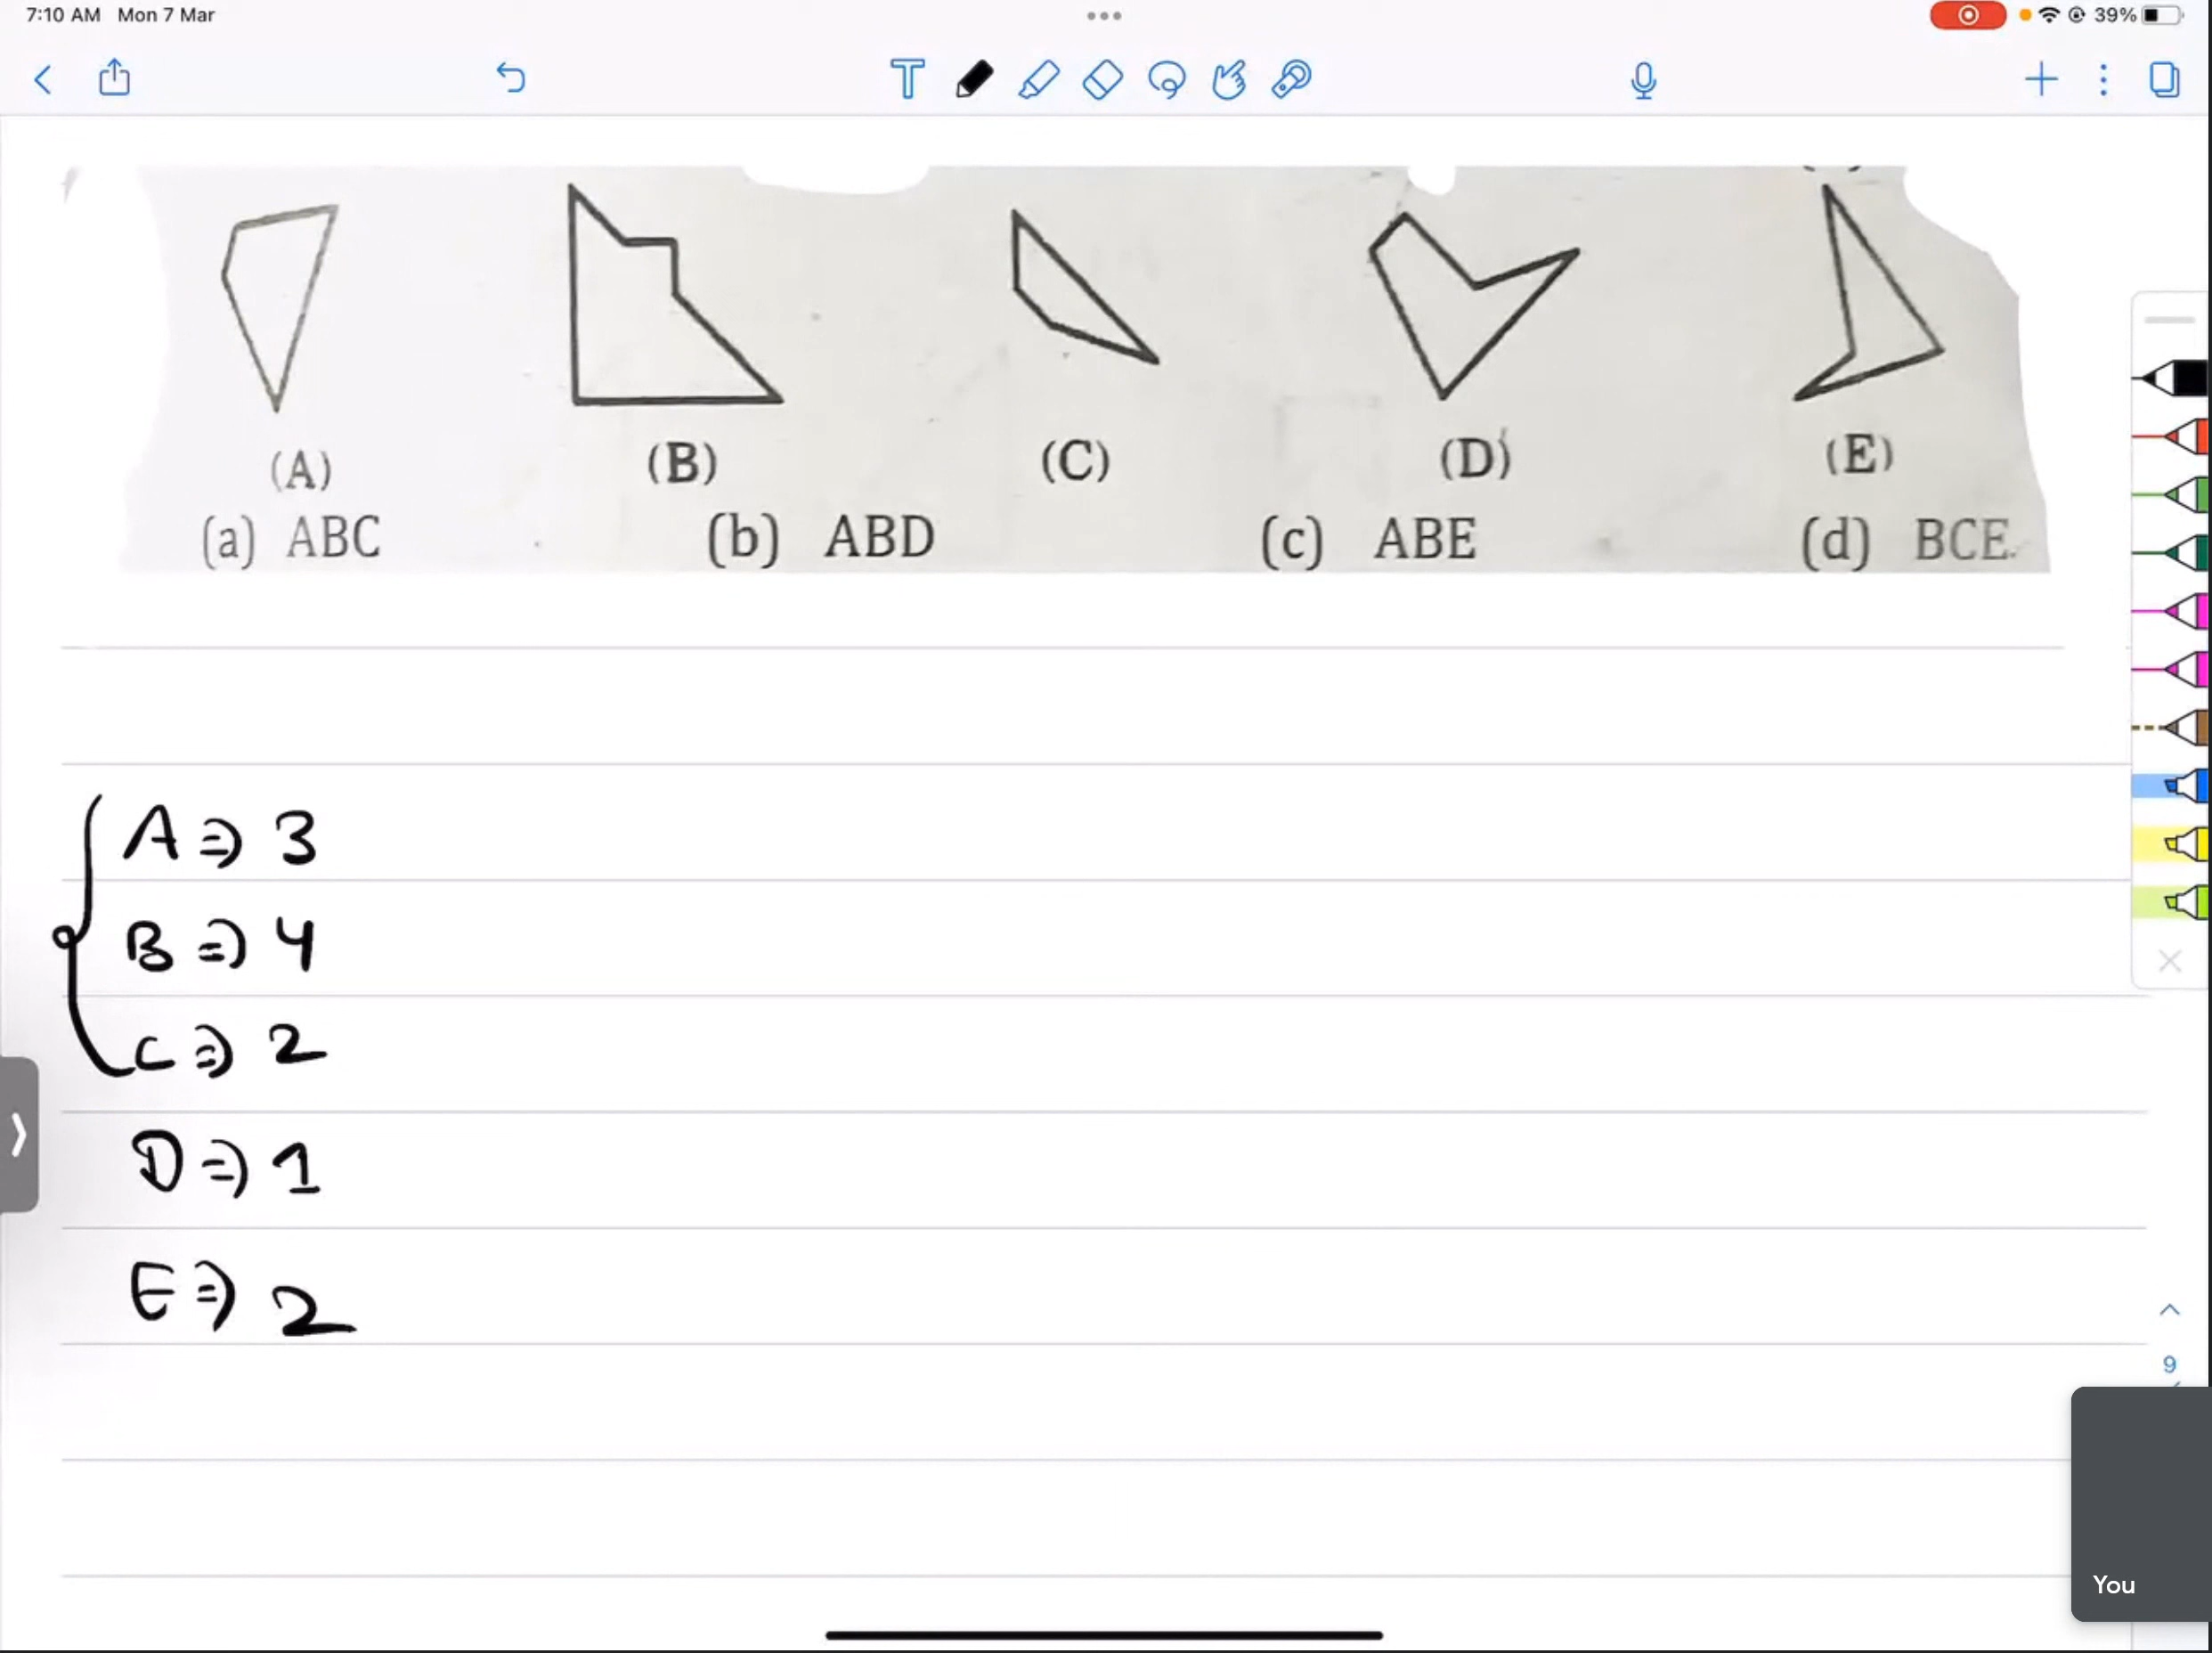 7:10 AM Mon 7 Mar
39%
T
(A) (B) (C) (D) (E)
(a) ABC (b) ABD (c) ABE (d) BCE.
A => 3
B => 4
C => 2
D => 1
E => 2
9
You